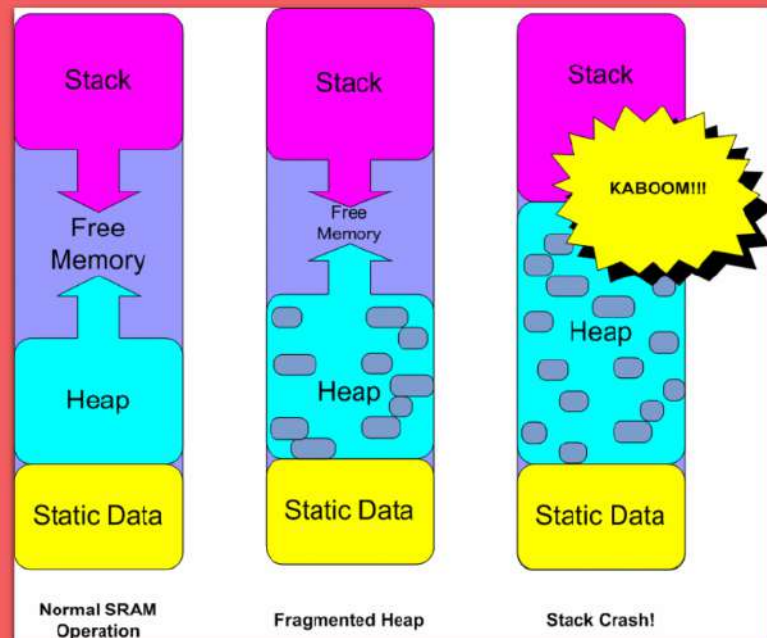 Stack
Free
Memory
Heap
Static Data
Normal SRAM
Operation
Stack
Free
Memory
Heap
Static Data
Fragmented Heap
Stack
KABOOM!!!
Heap
Static Data
Stack Crash!